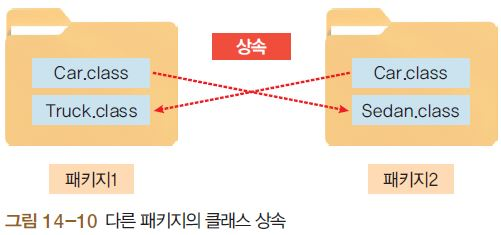 상속
Car.class
Truck.class
Car.class
Sedan.class
패키지1
패키지2
그림 14-10 다른 패키지의 클래스 상속